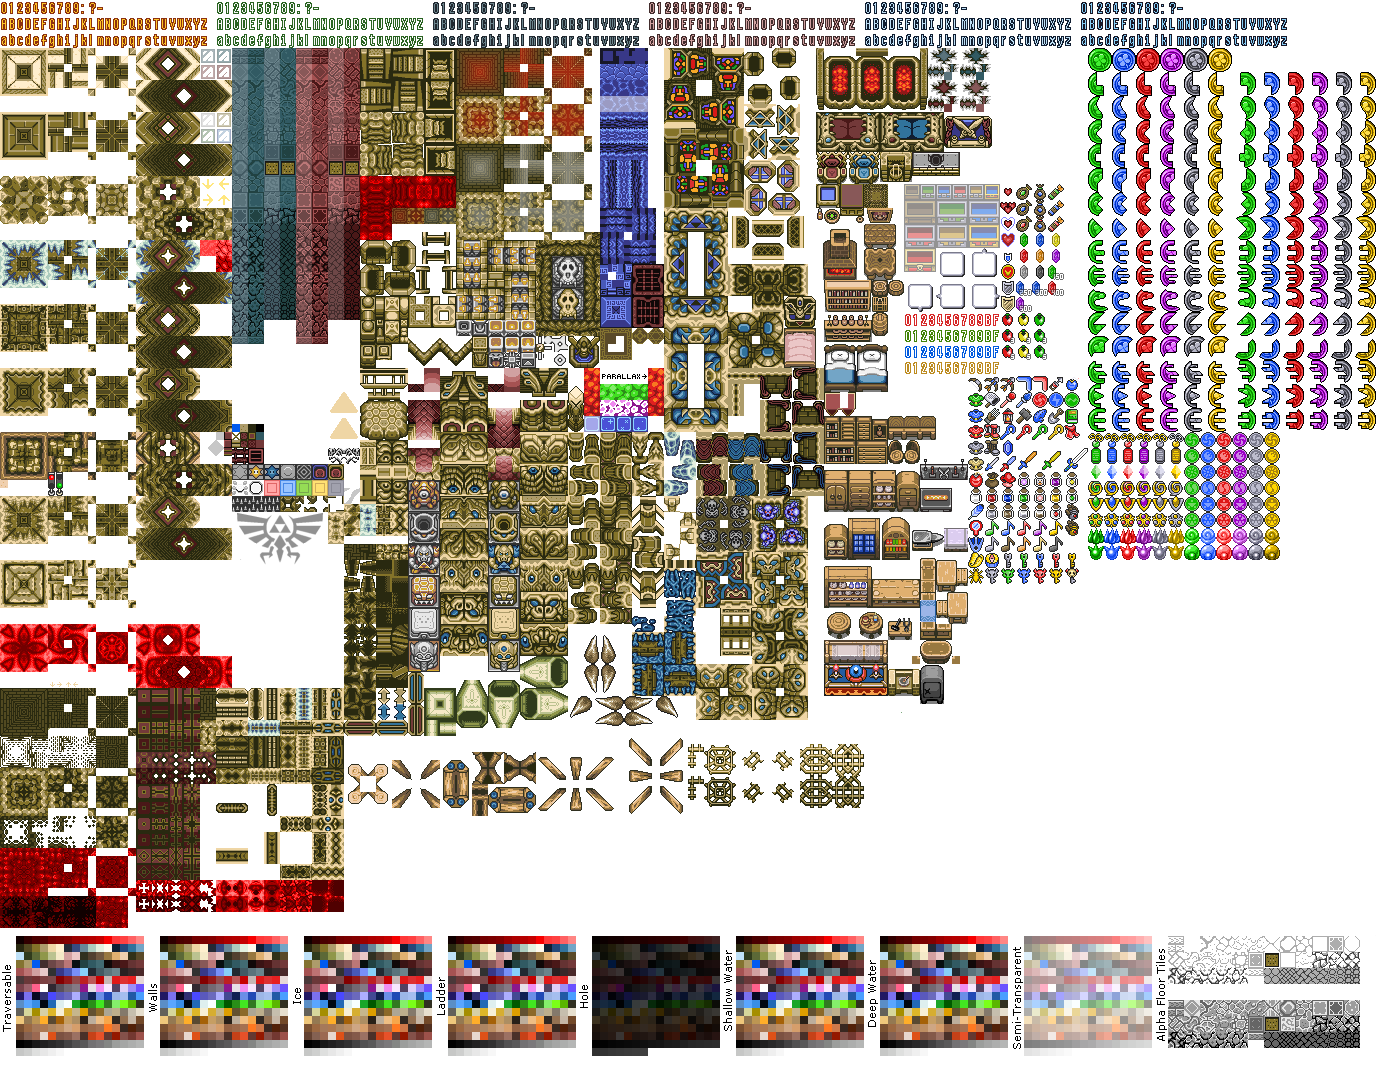 0123456789:?- 0123456789:?- 0123456789:?- 0123456789:?- 0123456789:?- 0123456789:?-
ABCDEFGHIJKLMNOPQRSTUVWXYZ ABCDEFGHIJKLMNOPQRSTUVWXYZ ABCDEFGHIJKLMNOPQRSTUVWXYZ ABCDEFGHIJKLMNOPQRSTUVWXYZ ABCDEFGHIJKLMNOPQRSTUVWXYZ ABCDEFGHIJKLMNOPQRSTUVWXYZ
abcdefghijklmnopqrstuvwxyz abcdefghijklmnopqrstuvwxyz abcdefghijklmnopqrstuvwxyz abcdefghijklmnopqrstuvwxyz abcdefghijklmnopqrstuvwxyz abcdefghijklmnopqrstuvwxyz
0123456789BF
0123456789BF
0123456789BF
0123456789BF
PARALLAX→
Traversable
Walls
Ice
Ladder
Hole
Shallow Water
Deep Water
Semi-Transparent
Alpha Floor Tiles